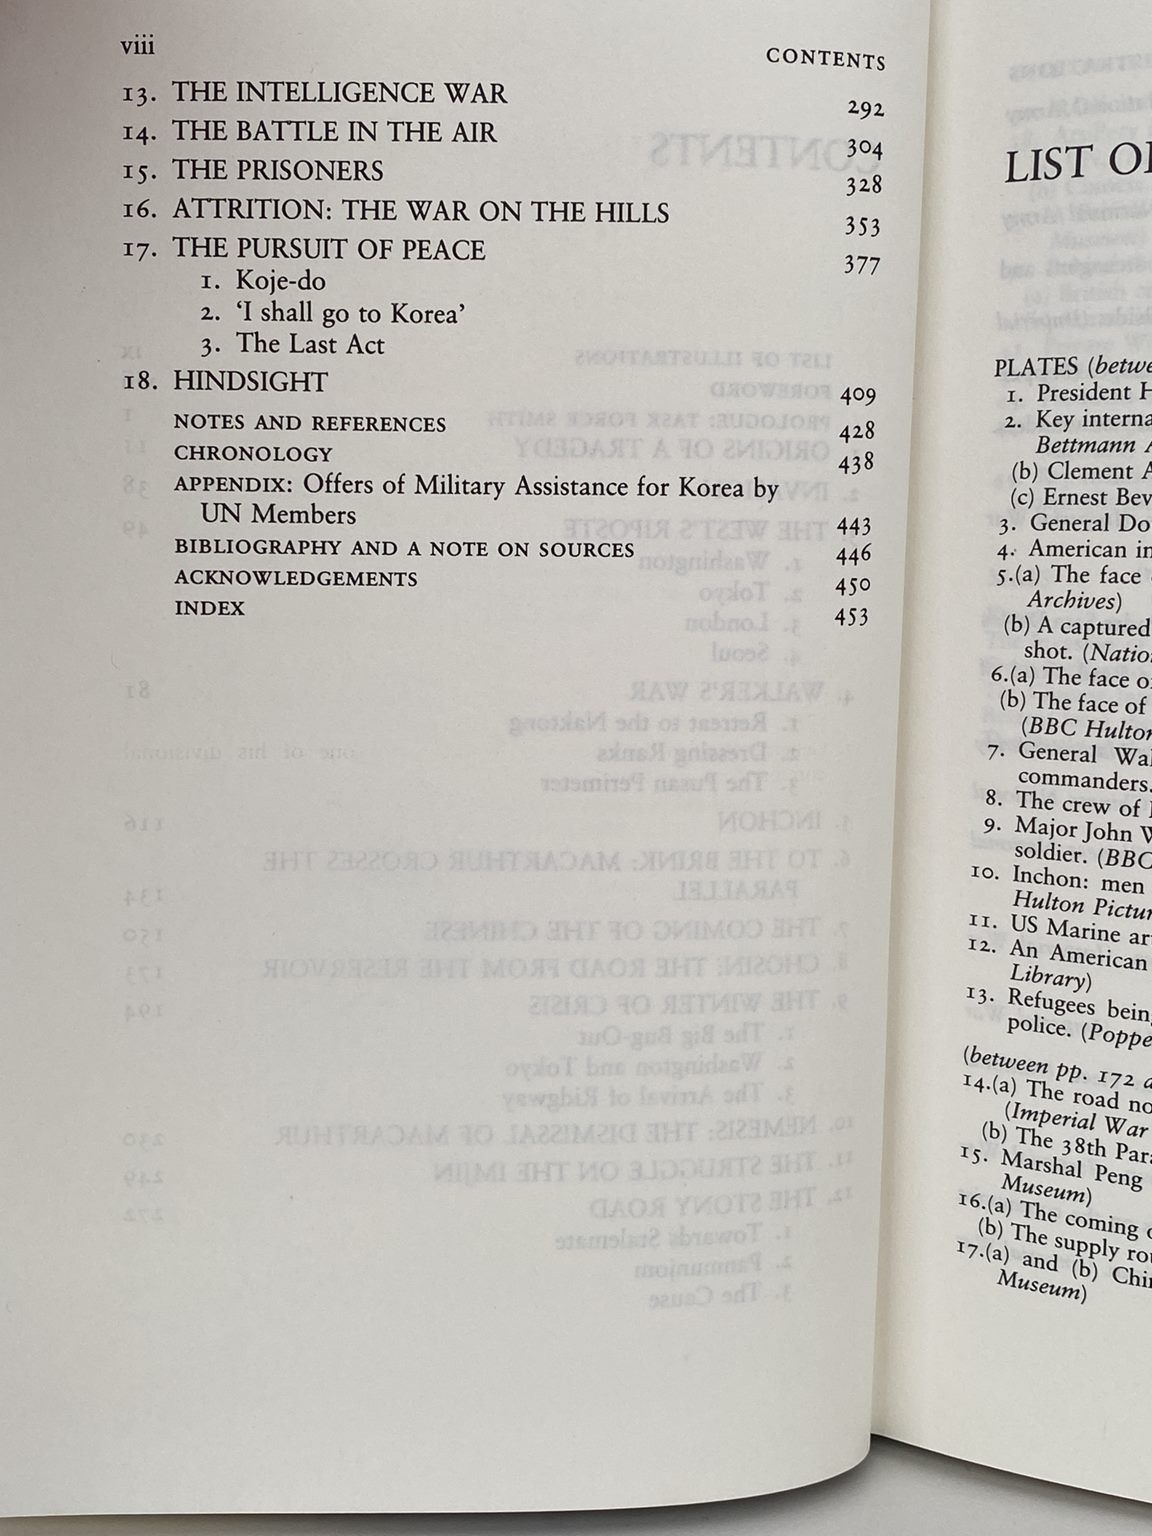 viii
CONTENTS
13. THE INTELLIGENCE WAR 292
14. THE BATTLE IN THE AIR 304
15. THE PRISONERS 328
16. ATTRITION: THE WAR ON THE HILLS 353
17. THE PURSUIT OF PEACE 377
1. Koje-do
2. ‘I shall go to Korea’
3. The Last Act
18. HINDSIGHT 409
NOTES AND REFERENCES 428
CHRONOLOGY 438
APPENDIX: Offers of Military Assistance for Korea by
UN Members 443
BIBLIOGRAPHY AND A NOTE ON SOURCES 446
ACKNOWLEDGEMENTS 450
INDEX 453
LIST
PLATES
1. President
2. Key
Bettmann
(b) Clement
(c) Ernest
3. General
4. American
5.(a) The face
Archives)
(b) A captured
shot.
6.(a) The face
(b) The face of
(BBC
7. General
commanders.
8. The crew of
9. Major John
soldier. (BBC
10. Inchon: men
Hulton
11. US Marine
12. An American
Library)
13. Refugees
police.
(between pp. 172
14.(a) The road
(Imperial War
(b) The 38th
15. Marshal Peng
Museum)
16.(a) The coming
(b) The supply
17.(a) and (b)
Museum)